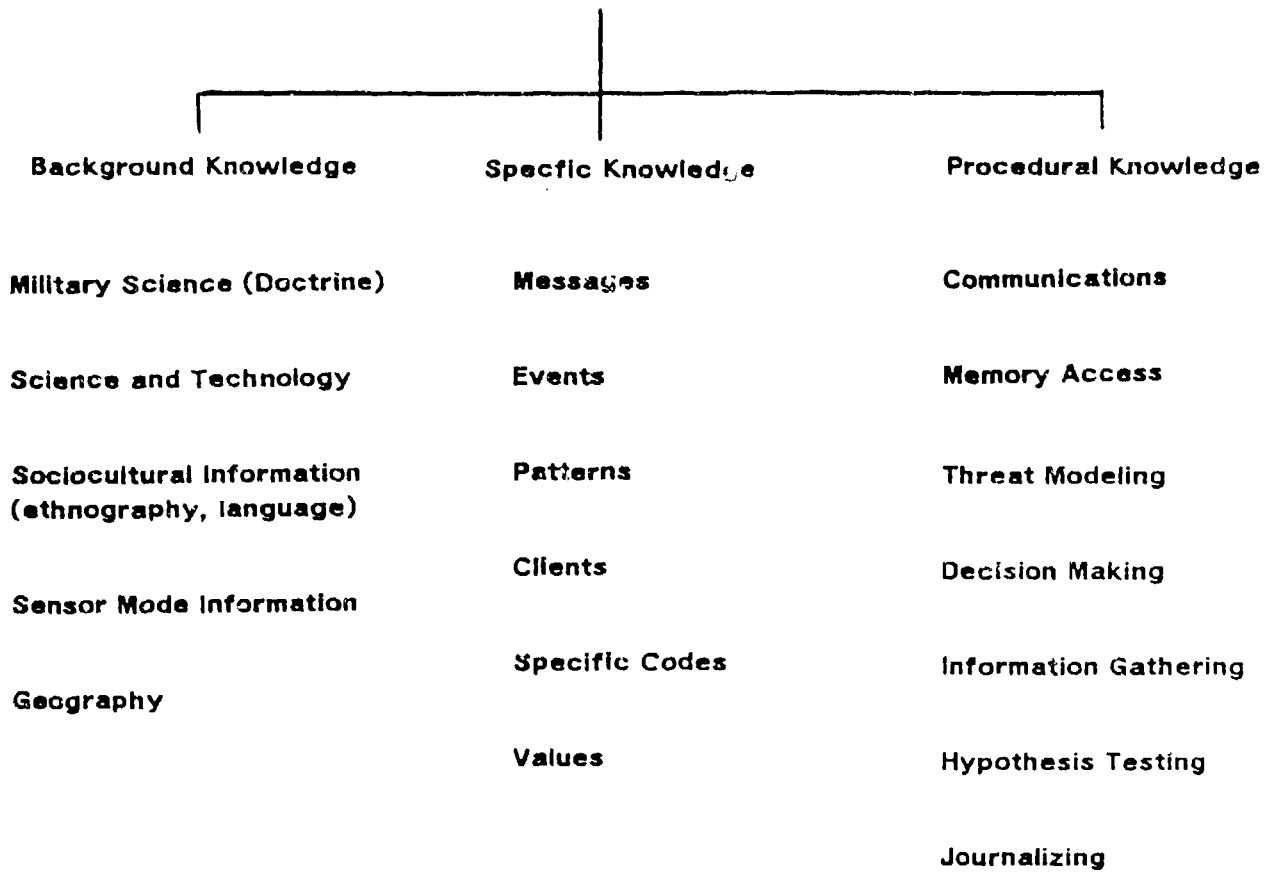 Background Knowledge
Specfic Knowledge
Procedural Knowledge
Military Science (Doctrine)
Science and Technology
Sociocultural Information
(ethnography, language)
Sensor Mode Information
Geography
Messages
Events
Patterns
Clients
Specific Codes
Values
Communications
Memory Access
Threat Modeling
Decision Making
Information Gathering
Hypothesis Testing
Journalizing